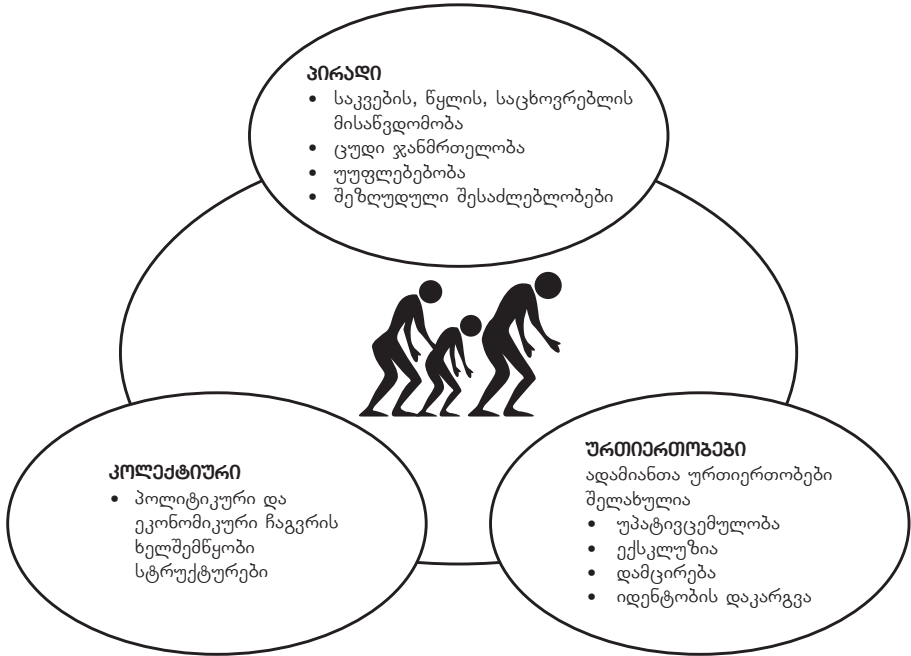 პირადი
• საკვების, წყლის, საცხოვრებლის
მისაწვდომობა
• ცუდი ჯანმრთელობა
• უუფლებებობა
• შეზღუდული შესაძლებლობები
კოლექტიური
• პოლიტიკური და
ეკონომიკური ჩაგვრის
ხელშემწყობი
სტრუქტურები
ურთიერთობები
ადამიანთა ურთიერთობები
შელახულია
• უპატივცემულობა
• ექსკლუზია
• დამცირება
• იდენტობის დაკარგვა